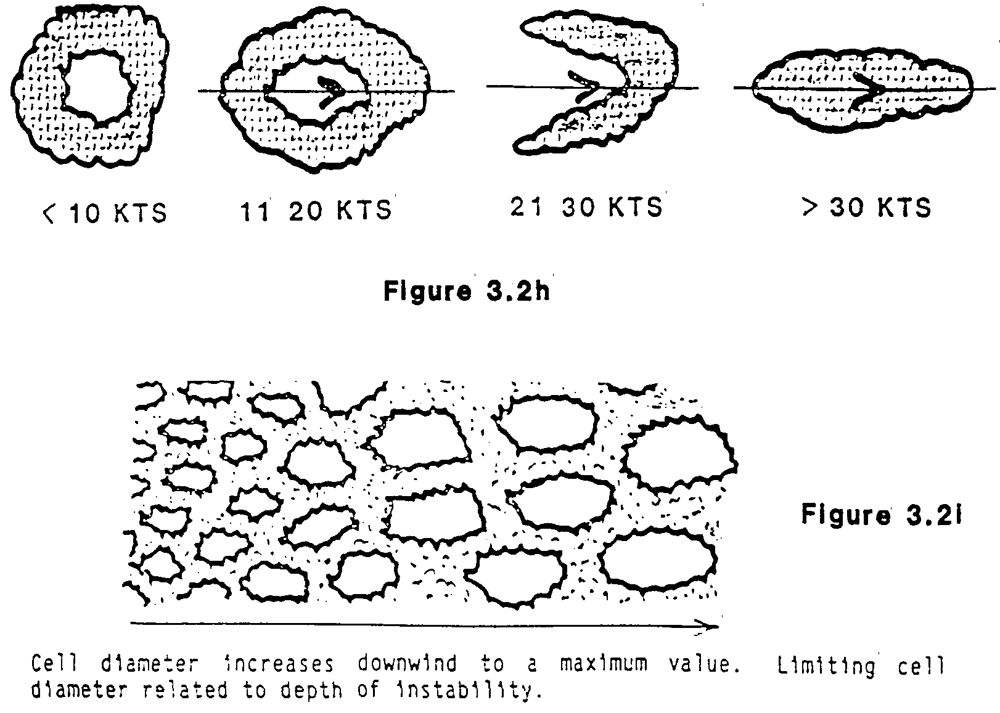 < 10 KTS 11 20 KTS 21 30 KTS > 30 KTS
Figure 3.2h
Figure 3.2i
Cell diameter increases downwind to a maximum value. Limiting cell
diameter related to depth of instability.